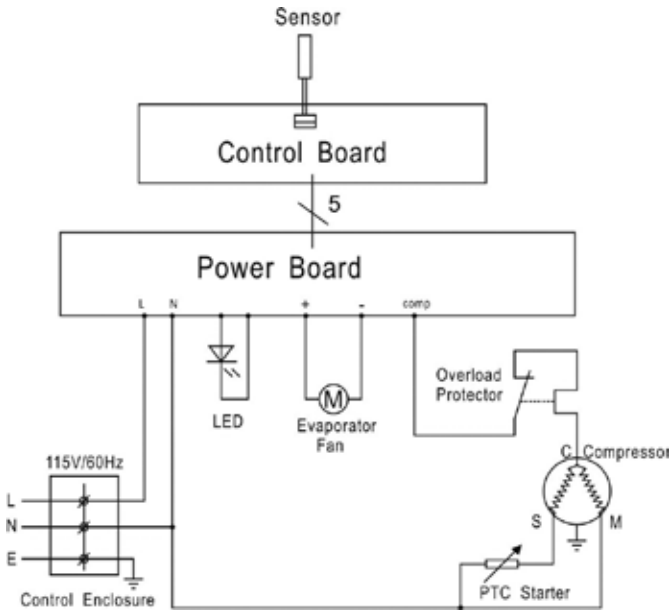 Sensor
Control Board
5
Power Board
L N + - comp
M
LED
Evaporator
Fan
Overload
Protector
C Compressor
S M
115V/60Hz
L
N
E
Control Enclosure
PTC Starter